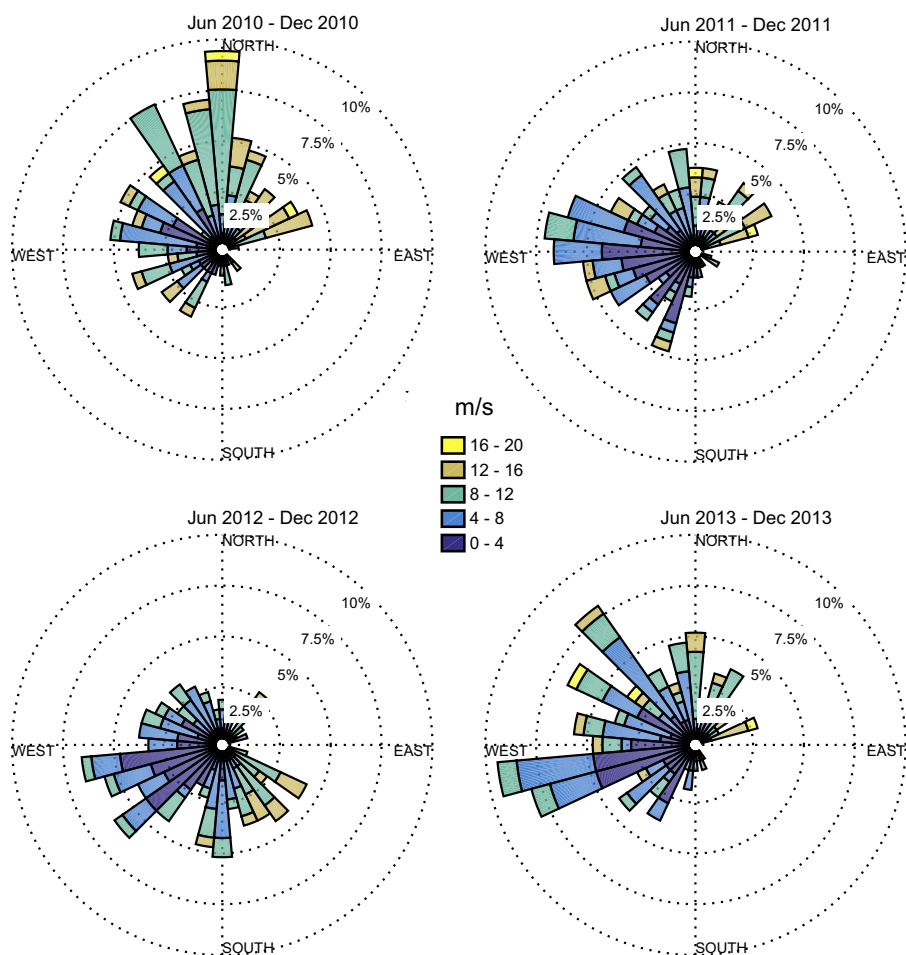 Jun 2010 - Dec 2010
NORTH
10%
7.5%
5%
2.5%
WEST
EAST
SOUTH
Jun 2011 - Dec 2011
NORTH
10%
7.5%
5%
2.5%
WEST
EAST
SOUTH
m/s
16 - 20
12 - 16
8 - 12
4 - 8
0 - 4
Jun 2012 - Dec 2012
NORTH
10%
7.5%
5%
2.5%
WEST
EAST
SOUTH
Jun 2013 - Dec 2013
NORTH
10%
7.5%
5%
2.5%
WEST
EAST
SOUTH